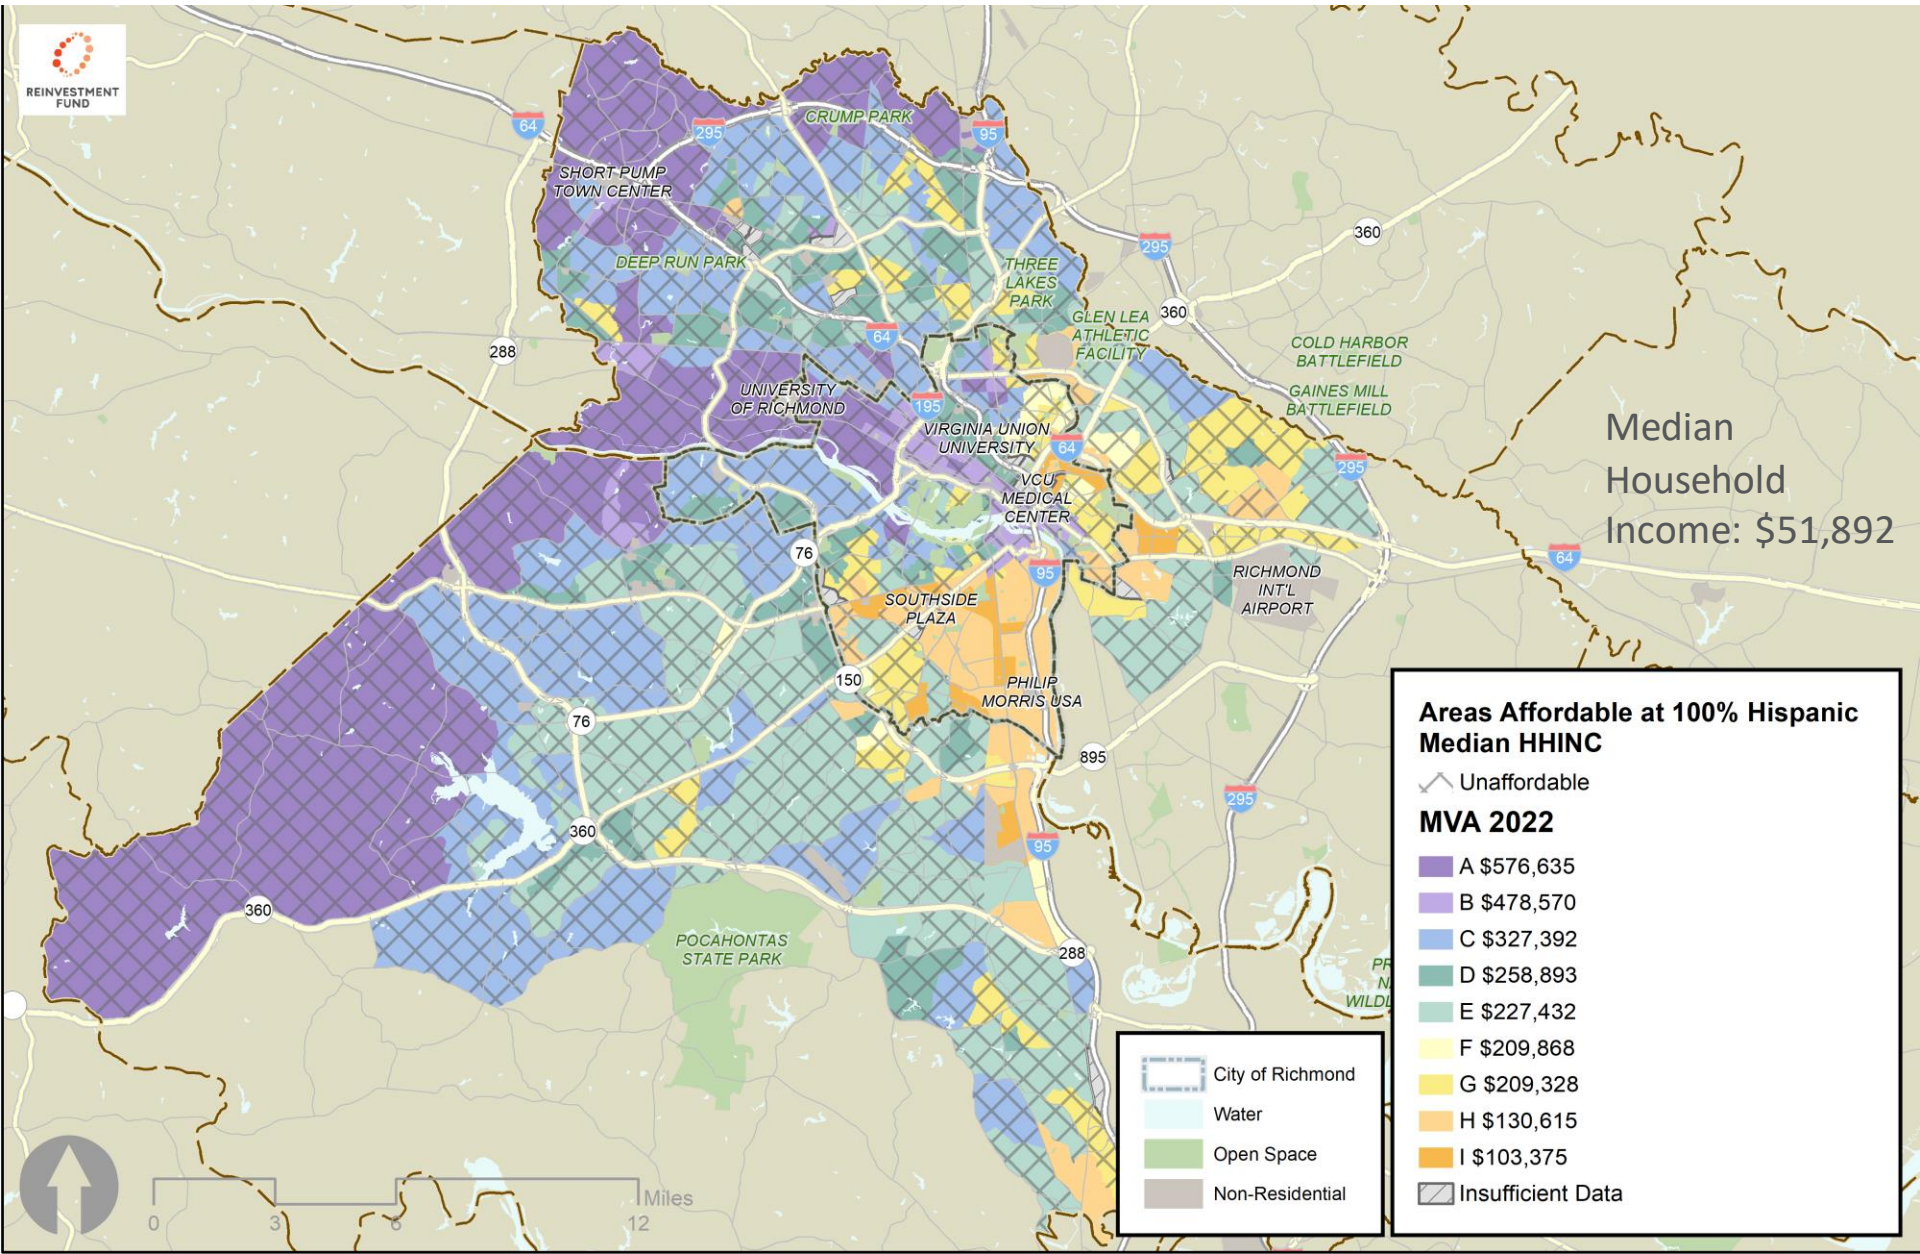 REINVESTMENT
FUND
64
295
CRUMP PARK
95
SHORT PUMP
TOWN CENTER
360
295
DEEP RUN PARK
THREE
LAKES
PARK
360
GLEN LEA
ATHLETIC
FACILITY
64
288
COLD HARBOR
BATTLEFIELD
UNIVERSITY
OF RICHMOND
195
GAINES MILL
BATTLEFIELD
VIRGINIA UNION
UNIVERSITY
64
295
Median
Household
Income: $51,892
VCU
MEDICAL
CENTER
76
95
64
RICHMOND
INT'L
AIRPORT
SOUTHSIDE
PLAZA
150
PHILIP
MORRIS USA
76
895
295
360
95
360
POCAHONTAS
STATE PARK
288
PR
N
WILDL
Areas Affordable at 100% Hispanic
Median HHINC
Unaffordable
MVA 2022
A $576,635
B $478,570
C $327,392
D $258,893
E $227,432
F $209,868
G $209,328
H $130,615
I $103,375
Insufficient Data
City of Richmond
Water
Open Space
Non-Residential
Miles
0 3 6 12